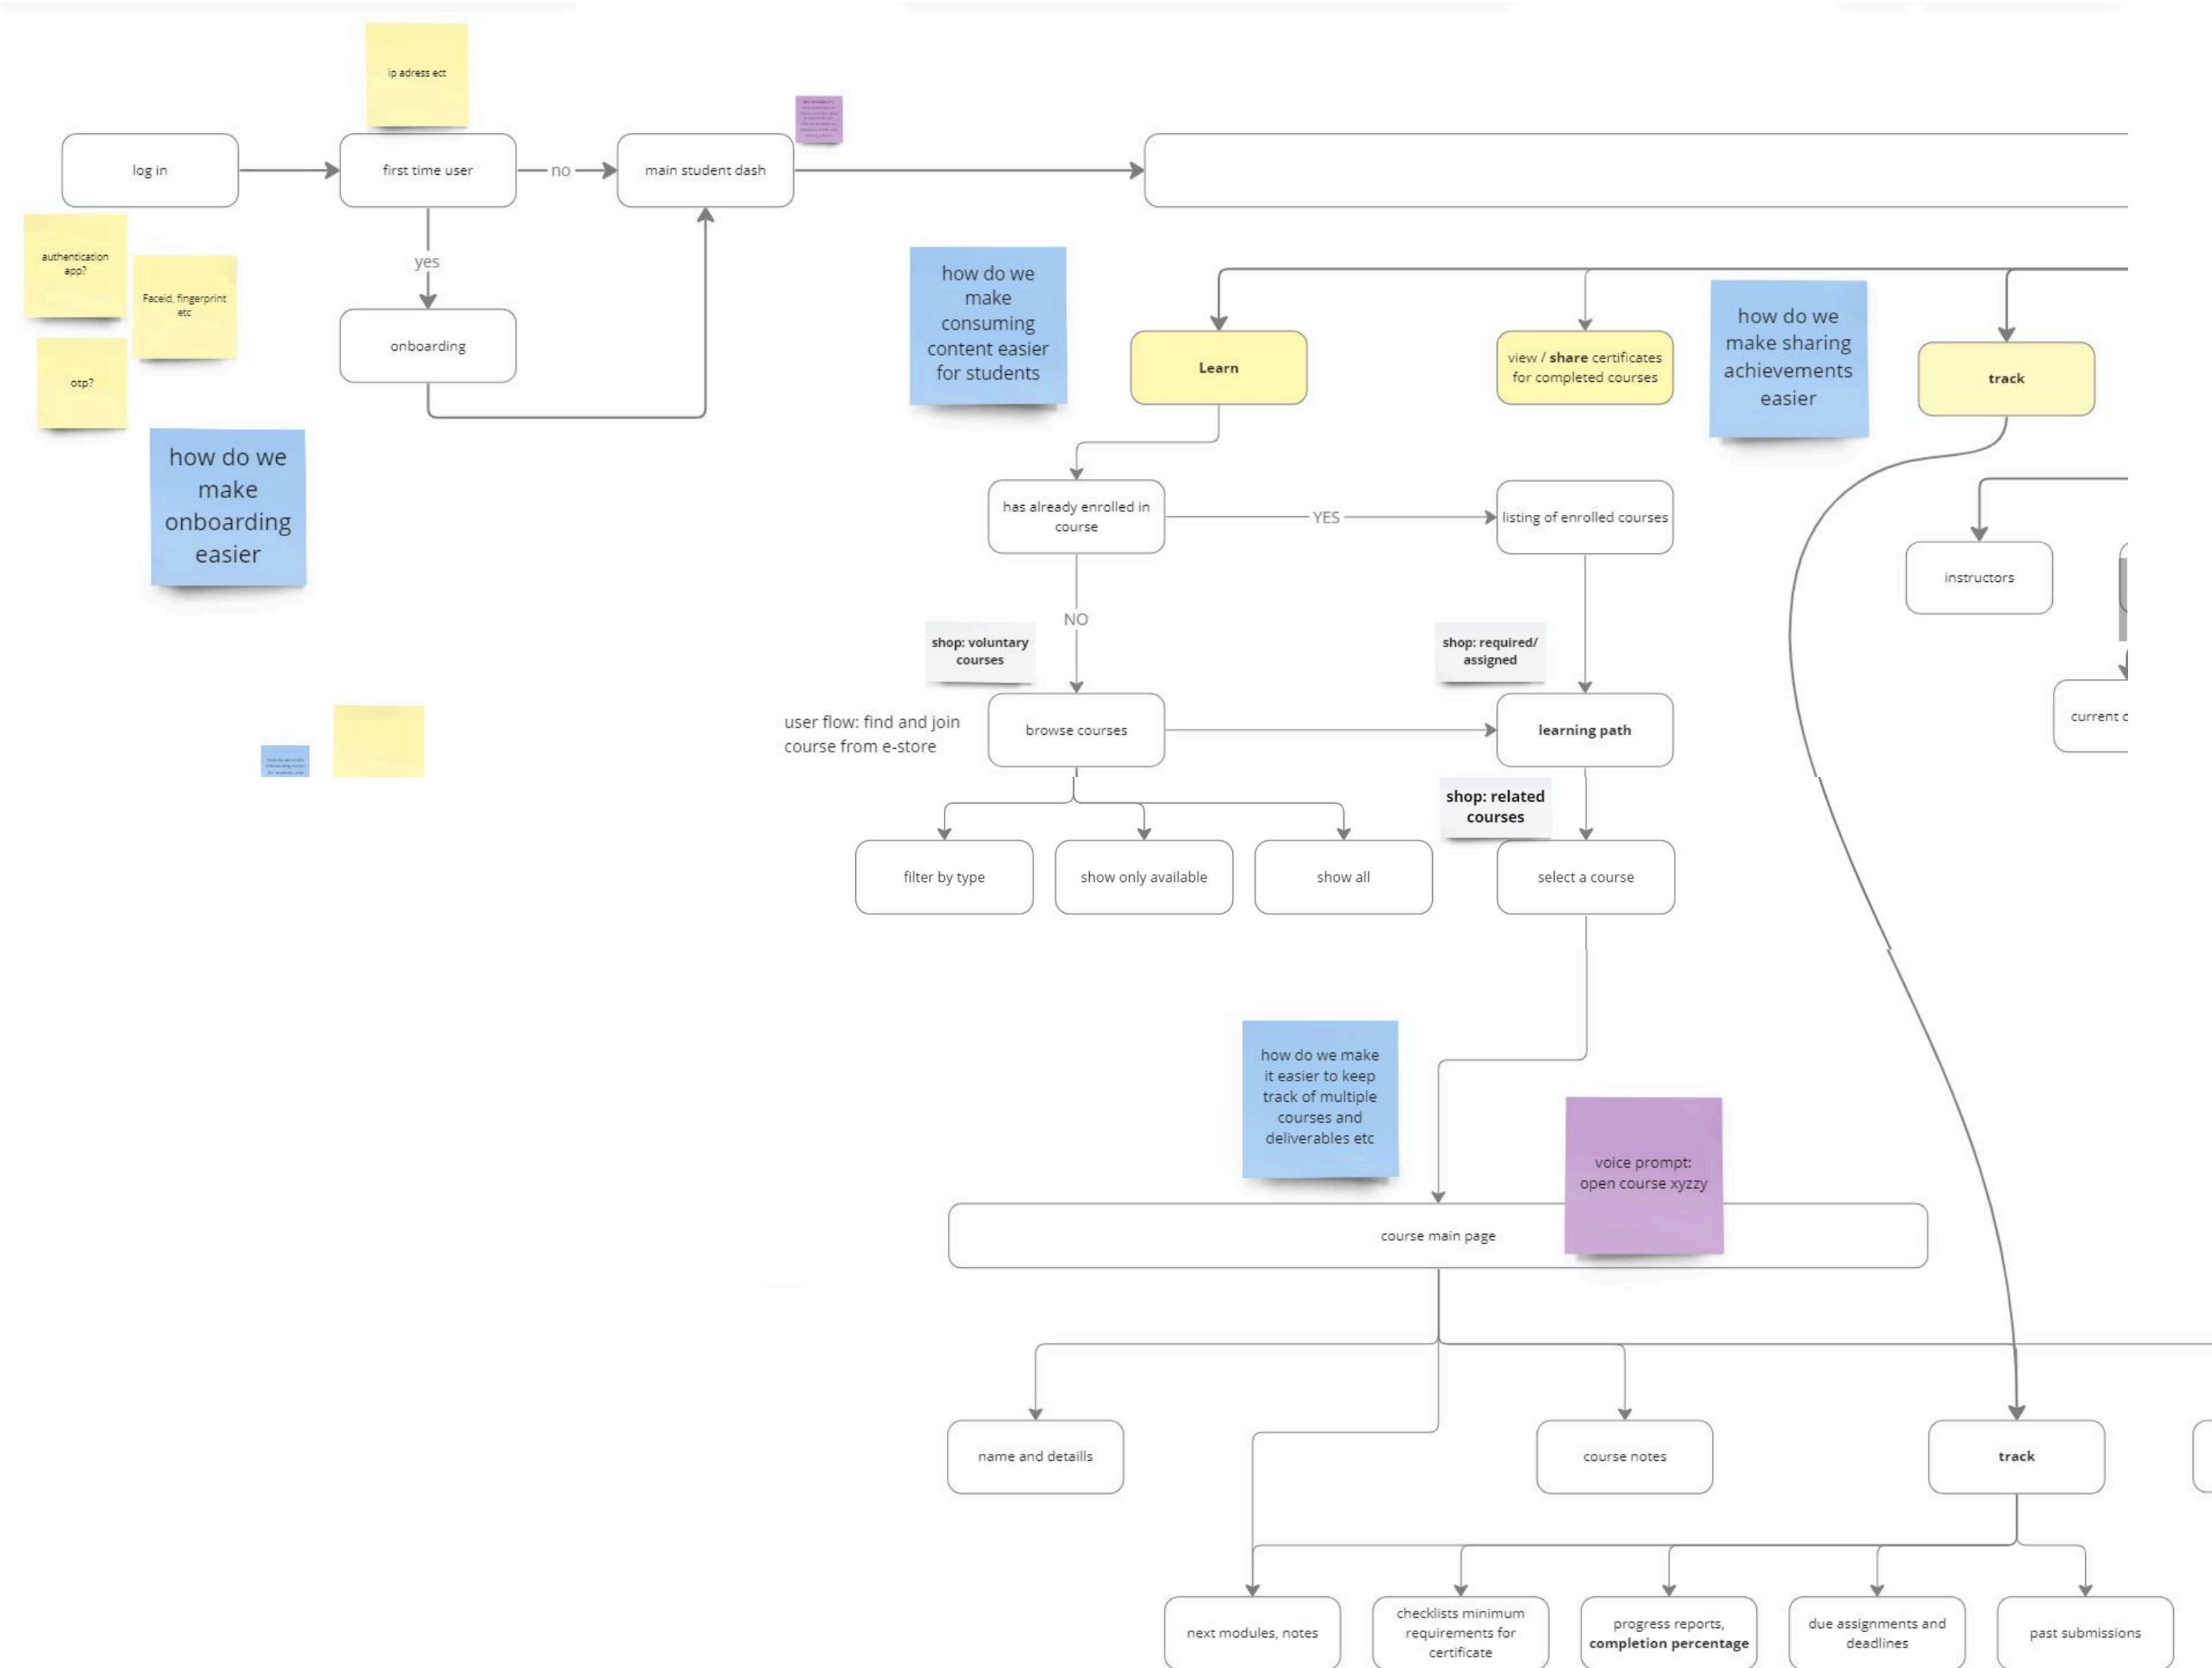 ip adress ect
log in
first time user
no
main student dash
authentication
app?
Faceid, fingerprint
etc
otp?
yes
onboarding
how do we
make
onboarding
easier
how do we
make
consuming
content easier
for students
Learn
view / share certificates
for completed courses
how do we
make sharing
achievements
easier
track
has already enrolled in
course
YES
listing of enrolled courses
instructors
NO
shop: voluntary
courses
shop: required/
assigned
user flow: find and join
course from e-store
browse courses
learning path
current c
shop: related
courses
filter by type
show only available
show all
select a course
how do we make
it easier to keep
track of multiple
courses and
deliverables etc
voice prompt:
open course xyzzy
course main page
name and detaills
course notes
track
next modules, notes
checklists minimum
requirements for
certificate
progress reports,
completion percentage
due assignments and
deadlines
past submissions